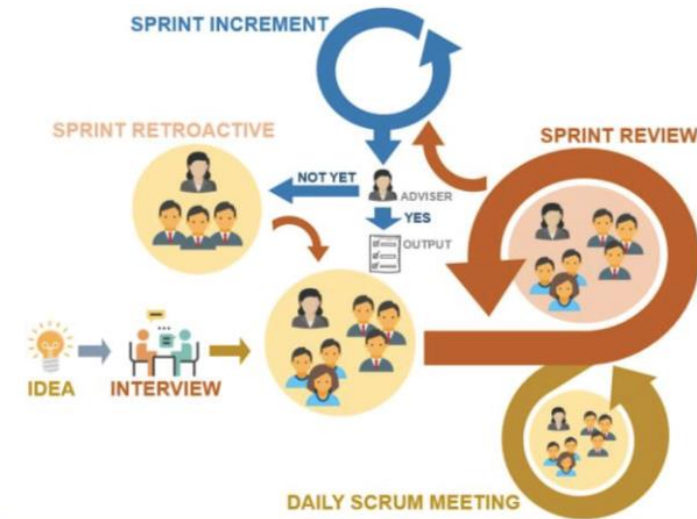 SPRINT INCREMENT
SPRINT RETROACTIVE
SPRINT REVIEW
NOT YET
ADVISER
YES
OUTPUT
IDEA
INTERVIEW
DAILY SCRUM MEETING